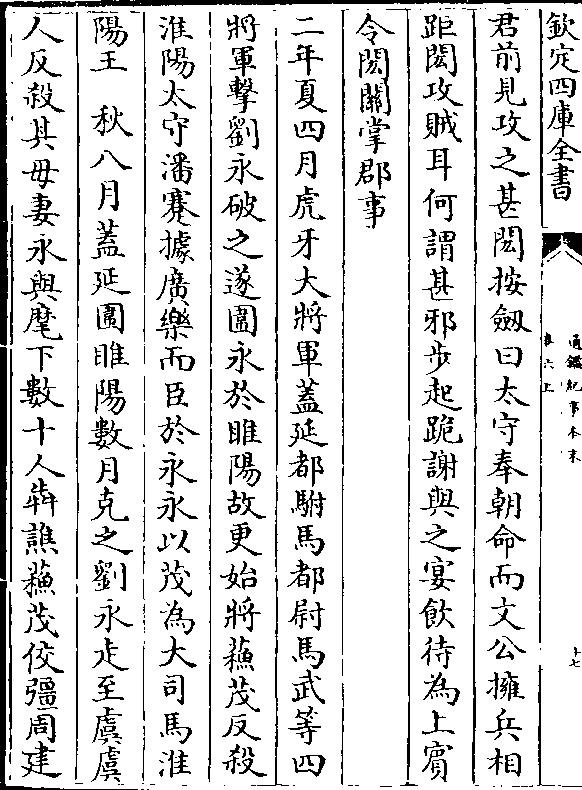 欽定四庫全書
通鑑紀事本末
卷六上
十七
君前見攻之甚閎按劔曰太守奉朝命而文公擁兵相
距閎攻賊耳何謂甚邪步起跪謝與之宴飲待為上賓
令閎關掌郡事
二年夏四月虎牙大將軍蓋延都駙馬都尉馬武等四
將軍擊劉永破之遂圍永於睢陽故更始將蘓茂反殺
淮陽太守潘蹇據廣樂而臣於永永以茂為大司馬淮
陽王　秋八月蓋延圍睢陽數月克之劉永走至虞虞
人反殺其母妻永與麾下數十人犇譙蘓茂佼彊周建